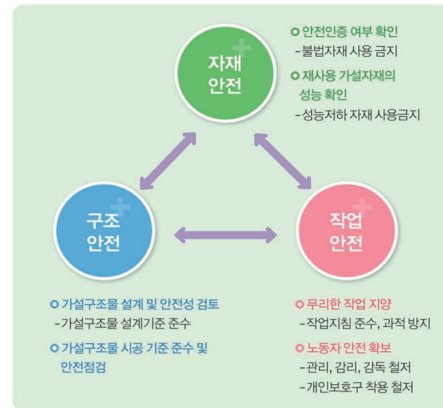 자재
안전
안전인증 여부 확인
-불법자재 사용 금지
재사용 가설자재의
성능 확인
-성능저하 자재 사용금지
구조
안전
작업
안전
가설구조물 설계 및 안전성 검토
-가설구조물 설계기준 준수
가설구조물 시공 기준 준수 및
안전점검
무리한 작업 지양
-작업지침 준수, 과적 방지
노동자 안전 확보
-관리, 감리, 감독 철저
-개인보호구 착용 철저